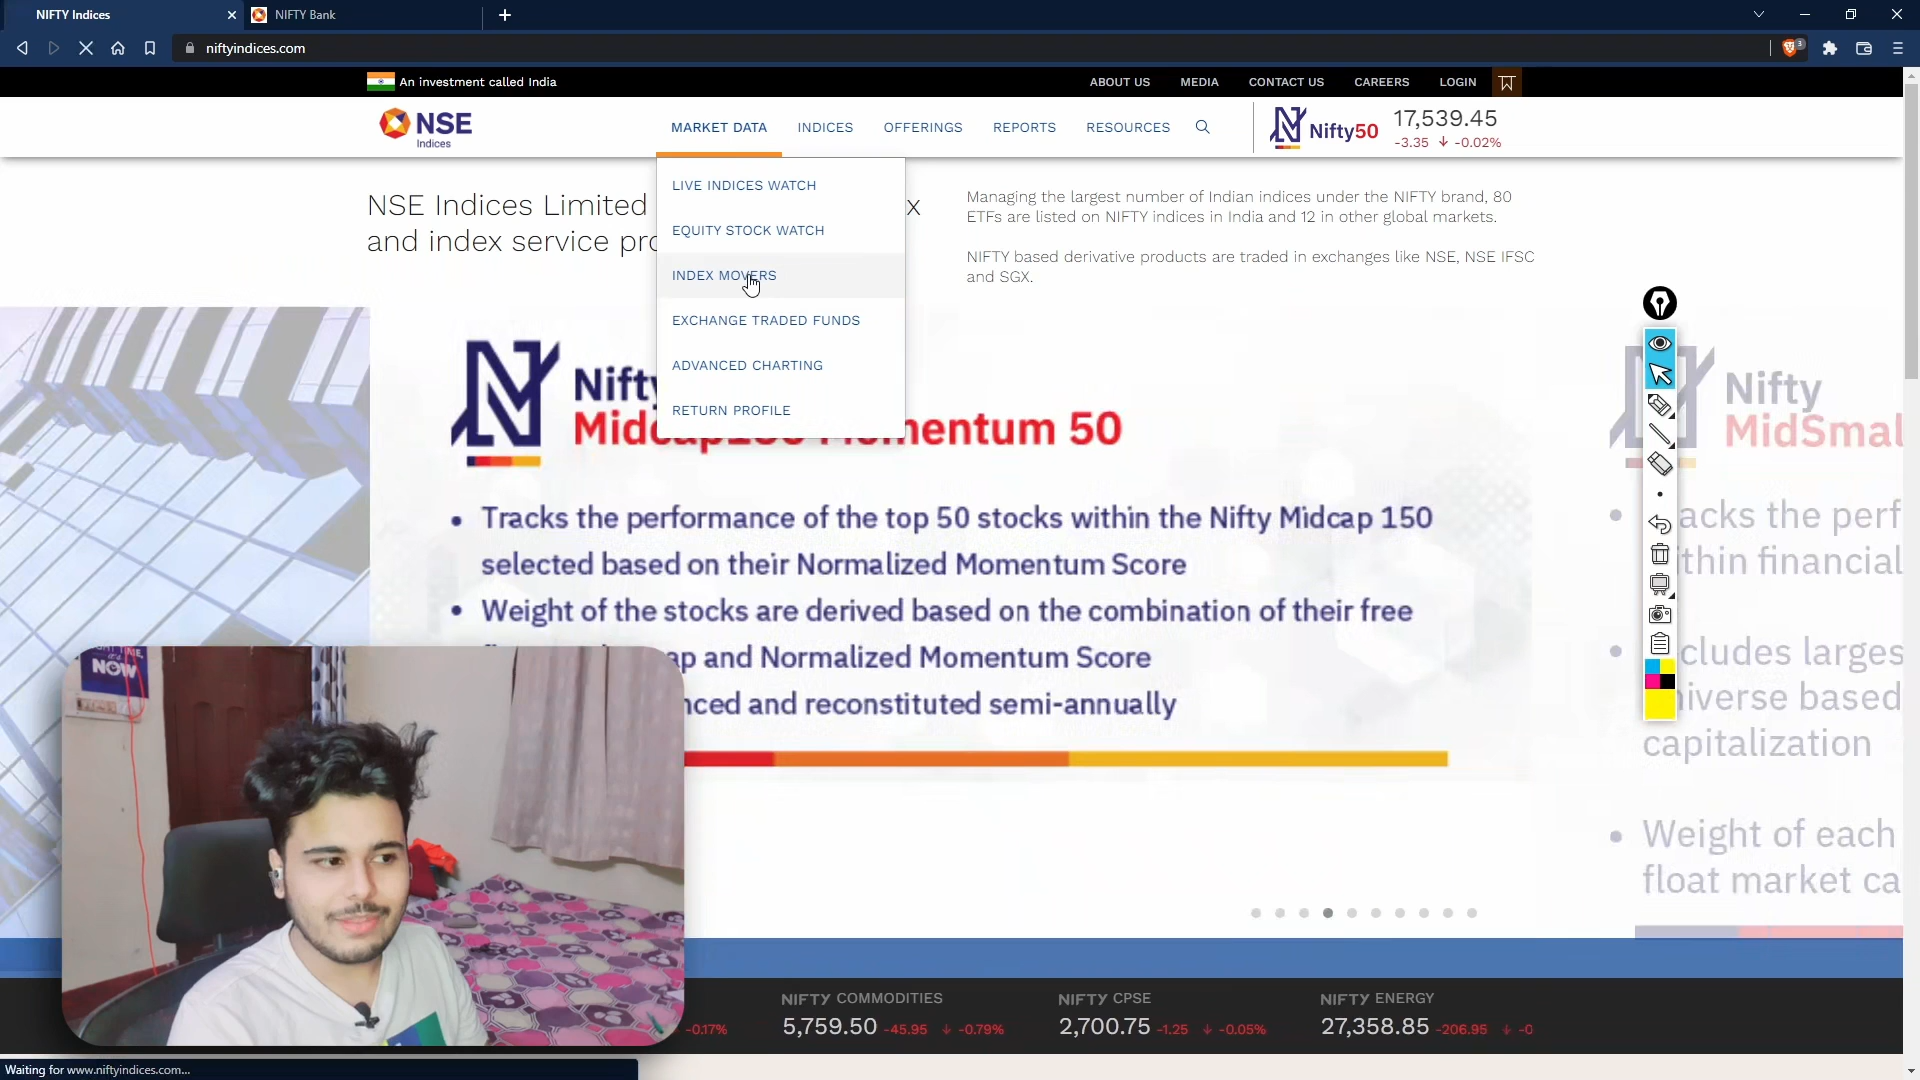 NIFTY Indices
NIFTY Bank
niftyindices.com
3
An investment called India
ABOUT US
MEDIA
CONTACT US
CAREERS
LOGIN
NSE
Indices
MARKET DATA
INDICES
OFFERINGS
REPORTS
RESOURCES
Nifty50
17,539.45
-3.35 ↓ -0.02%
LIVE INDICES WATCH
EQUITY STOCK WATCH
INDEX MOVERS
EXCHANGE TRADED FUNDS
ADVANCED CHARTING
RETURN PROFILE
NSE Indices Limited x
and index service pro
Managing the largest number of Indian indices under the NIFTY brand, 80
ETFs are listed on NIFTY indices in India and 12 in other global markets.
NIFTY based derivative products are traded in exchanges like NSE, NSE IFSC
and SGX.
Nifty
Midcap150 Momentum 50
• Tracks the performance of the top 50 stocks within the Nifty Midcap 150
selected based on their Normalized Momentum Score
• Weight of the stocks are derived based on the combination of their free
ap and Normalized Momentum Score
nced and reconstituted semi-annually
Nifty
MidSmal
acks the perf
thin financial
cludes larges
niverse based
capitalization
• Weight of each
float market ca
NOW
-0.17%
NIFTY COMMODITIES
5,759.50 -45.95 ↓ -0.79%
NIFTY CPSE
2,700.75 -1.25 ↓ -0.05%
NIFTY ENERGY
27,358.85 -206.95 ↓ -0
Waiting for www.niftyindices.com...